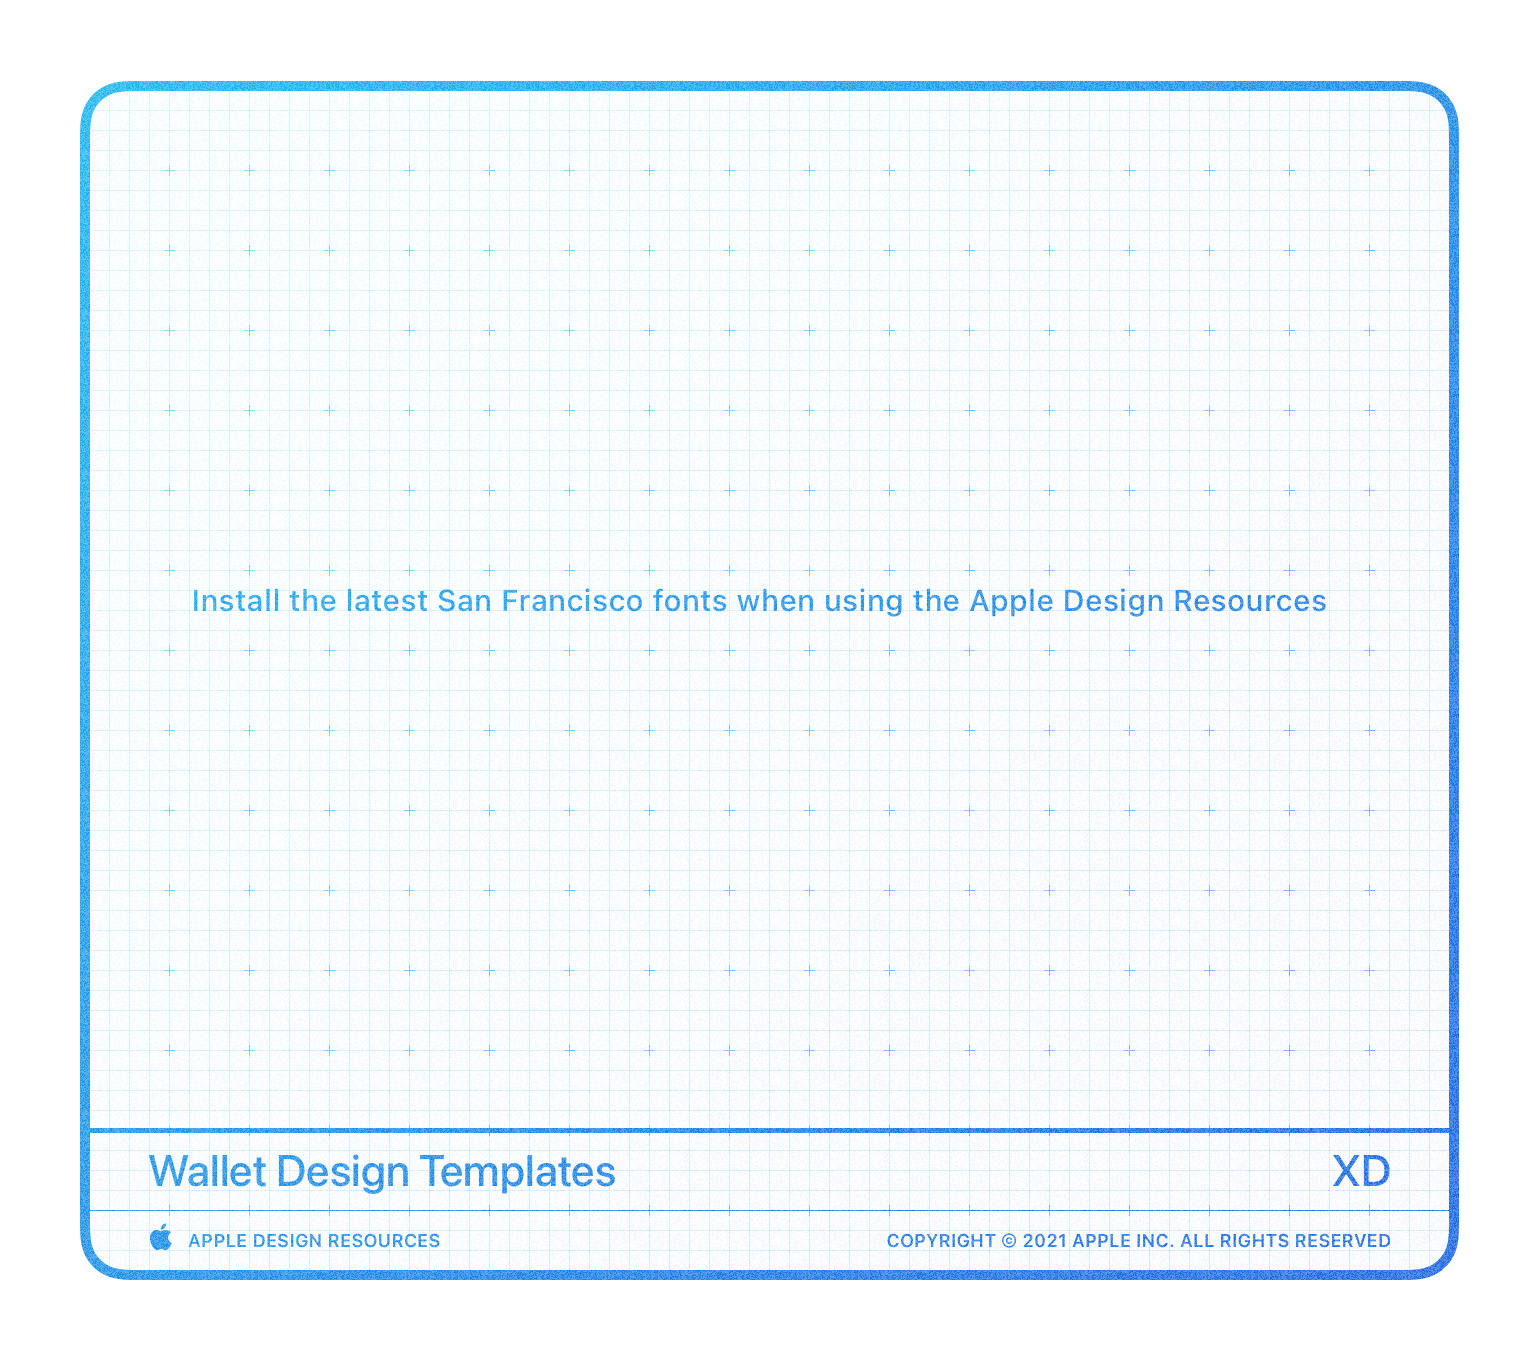 Install the latest San Francisco fonts when using the Apple Design Resources
Wallet Design Templates
XD
APPLE DESIGN RESOURCES
COPYRIGHT © 2021 APPLE INC. ALL RIGHTS RESERVED